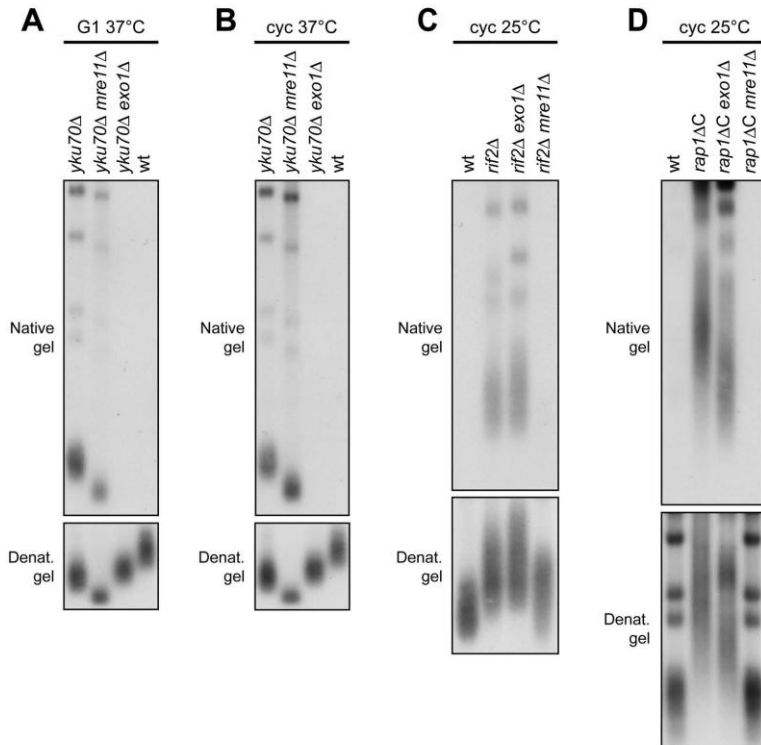 A
G1 37°C
yku70Δ
yku70Δ mre11Δ
yku70Δ exo1Δ
wt
Native
gel
Denat.
gel
B
cyc 37°C
yku70Δ
yku70Δ mre11Δ
yku70Δ exo1Δ
wt
Native
gel
Denat.
gel
C
cyc 25°C
wt
rif2Δ
rif2Δ exo1Δ
rif2Δ mre11Δ
Native
gel
Denat.
gel
D
cyc 25°C
wt
rap1ΔC
rap1ΔC exo1Δ
rap1ΔC mre11Δ
Native
gel
Denat.
gel